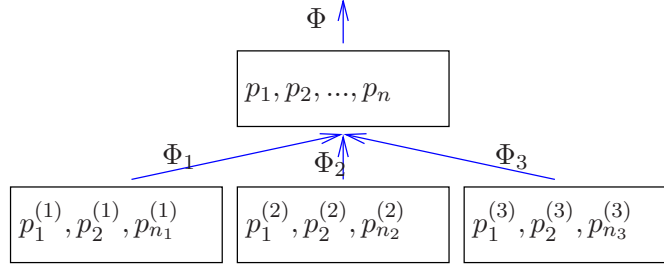 Φ
p₁, p₂, ..., pₙ
Φ₁ Φ₂ Φ₃
p₁⁽¹⁾, p₂⁽¹⁾, pₙ₁⁽¹⁾ p₁⁽²⁾, p₂⁽²⁾, pₙ₂⁽²⁾ p₁⁽³⁾, p₂⁽³⁾, pₙ₃⁽³⁾